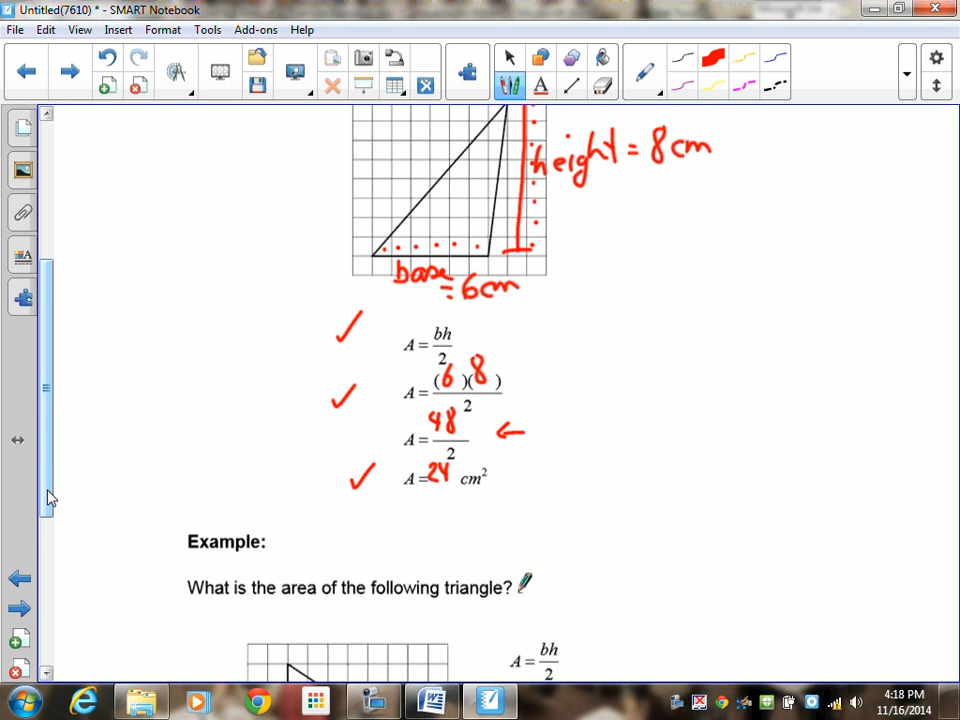 Untitled(7610) * - SMART Notebook
File Edit View Insert Format Tools Add-ons Help
height = 8cm
base = 6cm
A = bh/2
A = (6)(8)/2
A = 48/2 ←
A = 24 cm²
Example:
What is the area of the following triangle?
A = bh/2
4:18 PM
11/16/2014